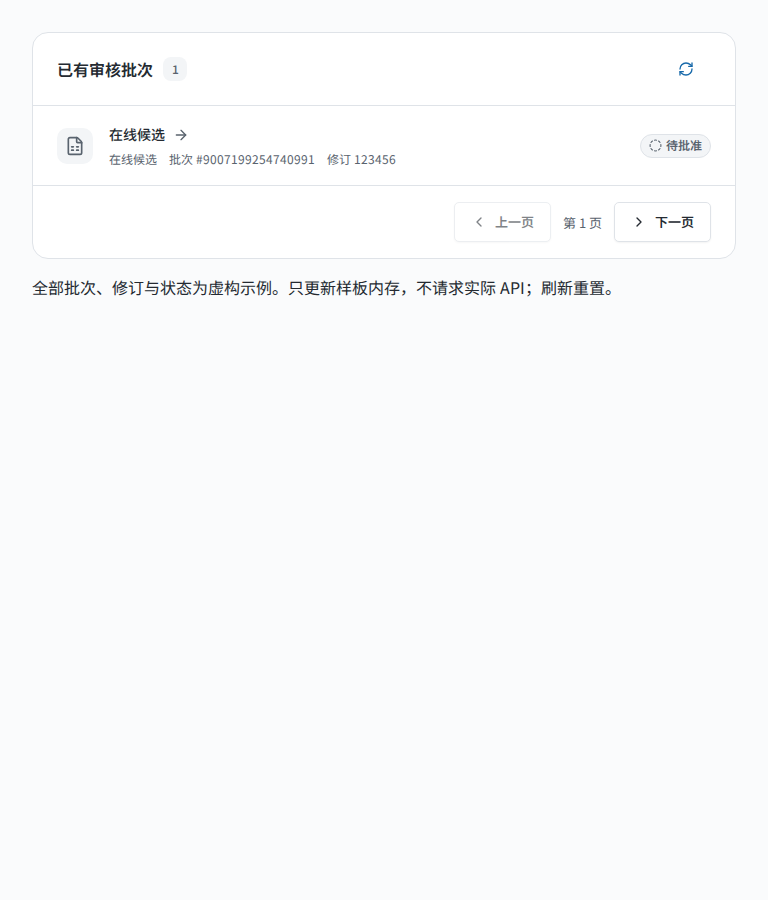 已有审核批次 1
在线候选
在线候选 批次 #9007199254740991 修订 123456
待批准
上一页 第 1 页 下一页
全部批次、修订与状态为虚构示例。只更新样板内存，不请求实际 API；刷新重置。